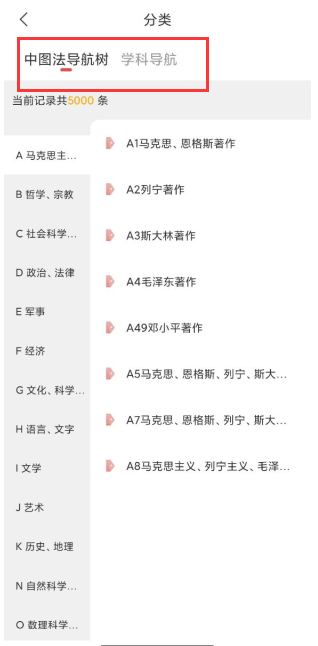 分类
中图法导航树 学科导航
当前记录共5000 条
A 马克思主...
B 哲学、宗教
C 社会科学...
D 政治、法律
E 军事
F 经济
G 文化、科学...
H 语言、文字
I 文学
J 艺术
K 历史、地理
N 自然科学...
O 数理科学...
A1马克思、恩格斯著作
A2列宁著作
A3斯大林著作
A4毛泽东著作
A49邓小平著作
A5马克思、恩格斯、列宁、斯大...
A7马克思、恩格斯、列宁、斯大...
A8马克思主义、列宁主义、毛泽...